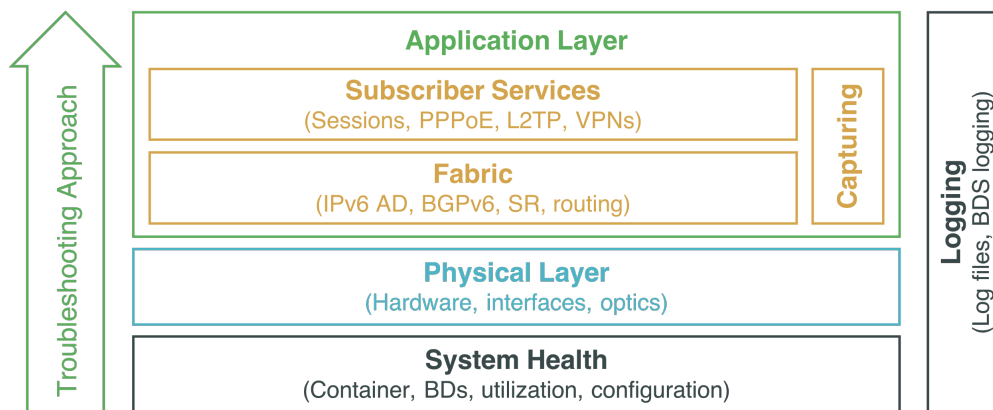 Troubleshooting Approach
Application Layer
Subscriber Services
(Sessions, PPPoE, L2TP, VPNs)
Fabric
(IPv6 AD, BGPv6, SR, routing)
Capturing
Physical Layer
(Hardware, interfaces, optics)
System Health
(Container, BDs, utilization, configuration)
Logging
(Log files, BDS logging)